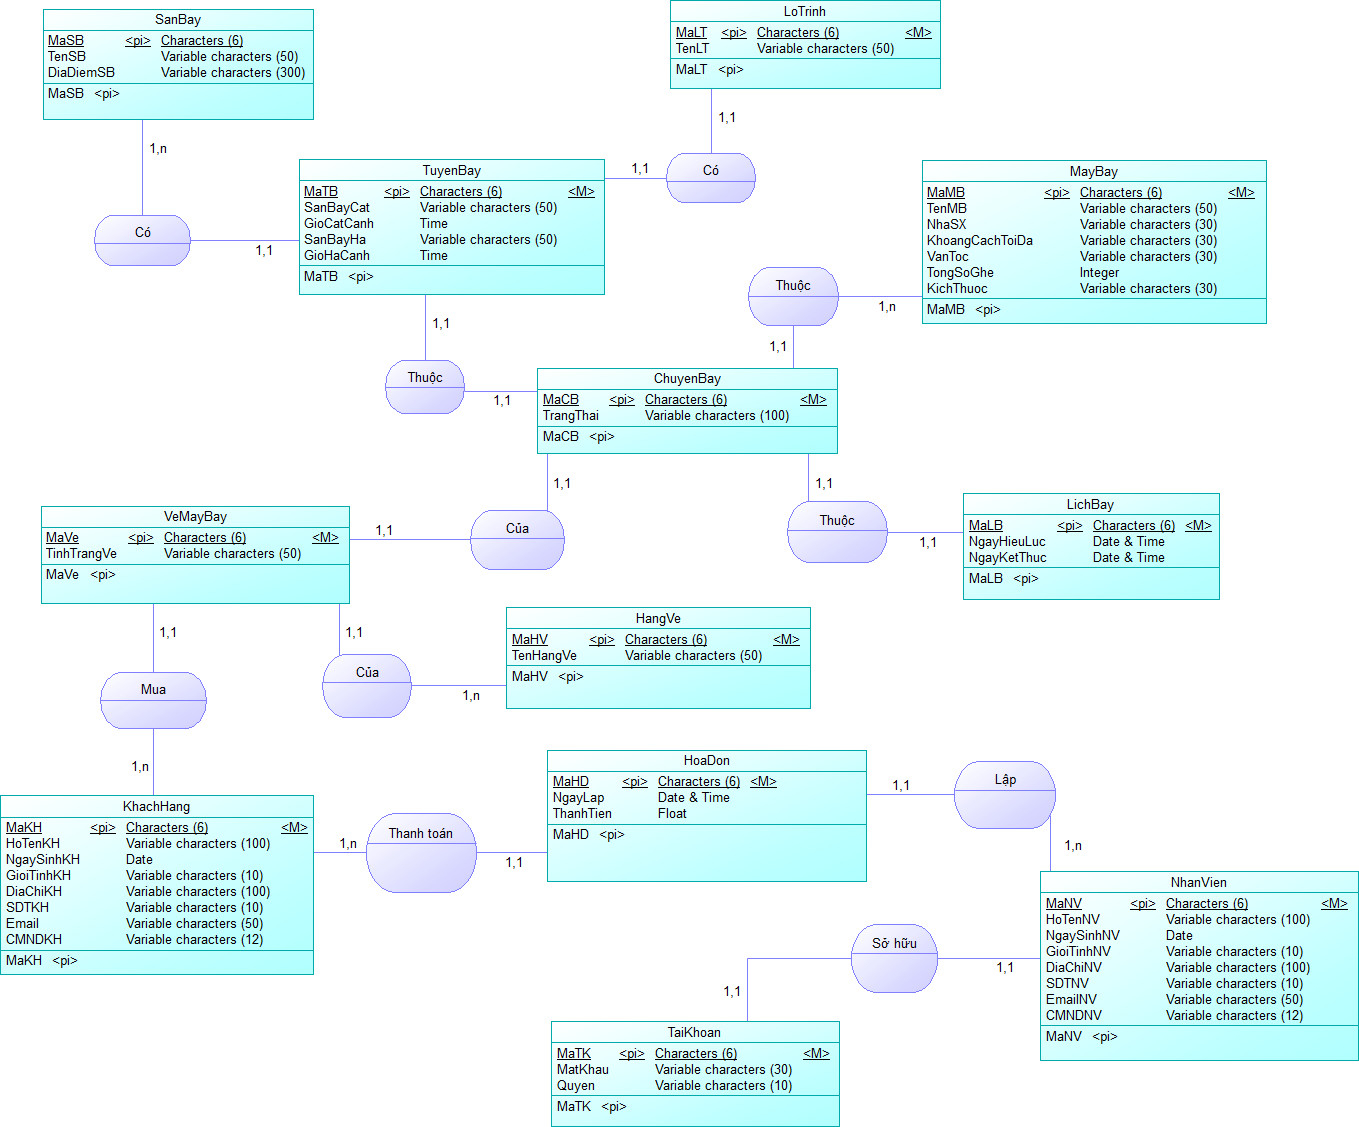 SanBay
MaSB <pi> Characters (6)
TenSB Variable characters (50)
DiaDiemSB Variable characters (300)
MaSB <pi>
LoTrinh
MaLT <pi> Characters (6) <M>
TenLT Variable characters (50)
MaLT <pi>
1,n
1,1
Có
1,1
TuyenBay
MaTB <pi> Characters (6) <M>
SanBayCat Variable characters (50)
GioCatCanh Time
SanBayHa Variable characters (50)
GioHaCanh Time
MaTB <pi>
1,1
Có
MayBay
MaMB <pi> Characters (6) <M>
TenMB Variable characters (50)
NhaSX Variable characters (30)
KhoangCachToiDa Variable characters (30)
VanToc Variable characters (30)
TongSoGhe Integer
KichThuoc Variable characters (30)
MaMB <pi>
Thuộc
1,n
1,1
1,1
Thuộc
1,1
ChuyenBay
MaCB <pi> Characters (6) <M>
TrangThai Variable characters (100)
MaCB <pi>
1,1
1,1
Của
1,1
Thuộc
1,1
LichBay
MaLB <pi> Characters (6) <M>
NgayHieuLuc Date & Time
NgayKetThuc Date & Time
MaLB <pi>
VeMayBay
MaVe <pi> Characters (6) <M>
TinhTrangVe Variable characters (50)
MaVe <pi>
1,1
1,1
HangVe
MaHV <pi> Characters (6) <M>
TenHangVe Variable characters (50)
MaHV <pi>
Mua
Của
1,n
1,n
KhachHang
MaKH <pi> Characters (6) <M>
HoTenKH Variable characters (100)
NgaySinhKH Date
GioiTinhKH Variable characters (10)
DiaChiKH Variable characters (100)
SDTKH Variable characters (10)
Email Variable characters (50)
CMNDKH Variable characters (12)
MaKH <pi>
1,n
Thanh toán
1,1
HoaDon
MaHD <pi> Characters (6) <M>
NgayLap Date & Time
ThanhTien Float
MaHD <pi>
1,1
Lập
1,n
NhanVien
MaNV <pi> Characters (6) <M>
HoTenNV Variable characters (100)
NgaySinhNV Date
GioiTinhNV Variable characters (10)
DiaChiNV Variable characters (100)
SDTNV Variable characters (10)
EmailNV Variable characters (50)
CMNDNV Variable characters (12)
MaNV <pi>
Sở hữu
1,1
1,1
TaiKhoan
MaTK <pi> Characters (6) <M>
MatKhau Variable characters (30)
Quyen Variable characters (10)
MaTK <pi>